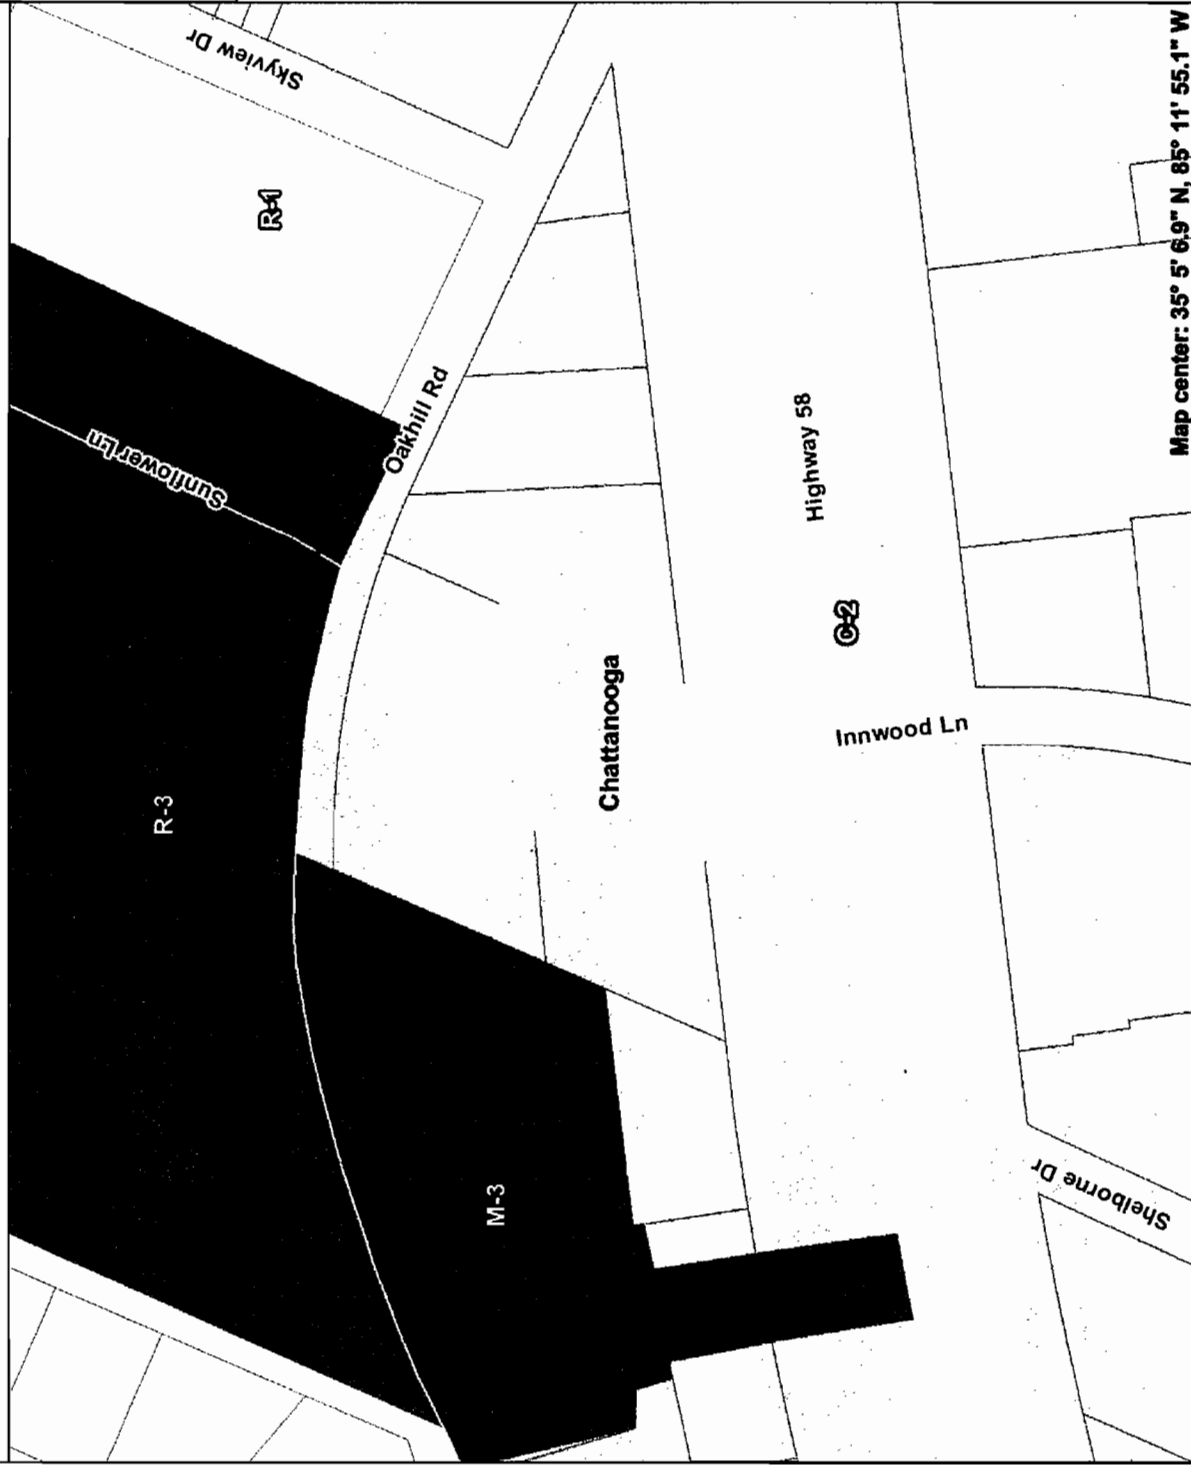 Skyview Dr
R-1
Sunflower Ln
Oakhill Rd
Highway 58
C-2
R-3
Chattanooga
Innwood Ln
M-3
Shelborne Dr
Map center: 35° 5' 6.9" N, 85° 11' 55.1" W